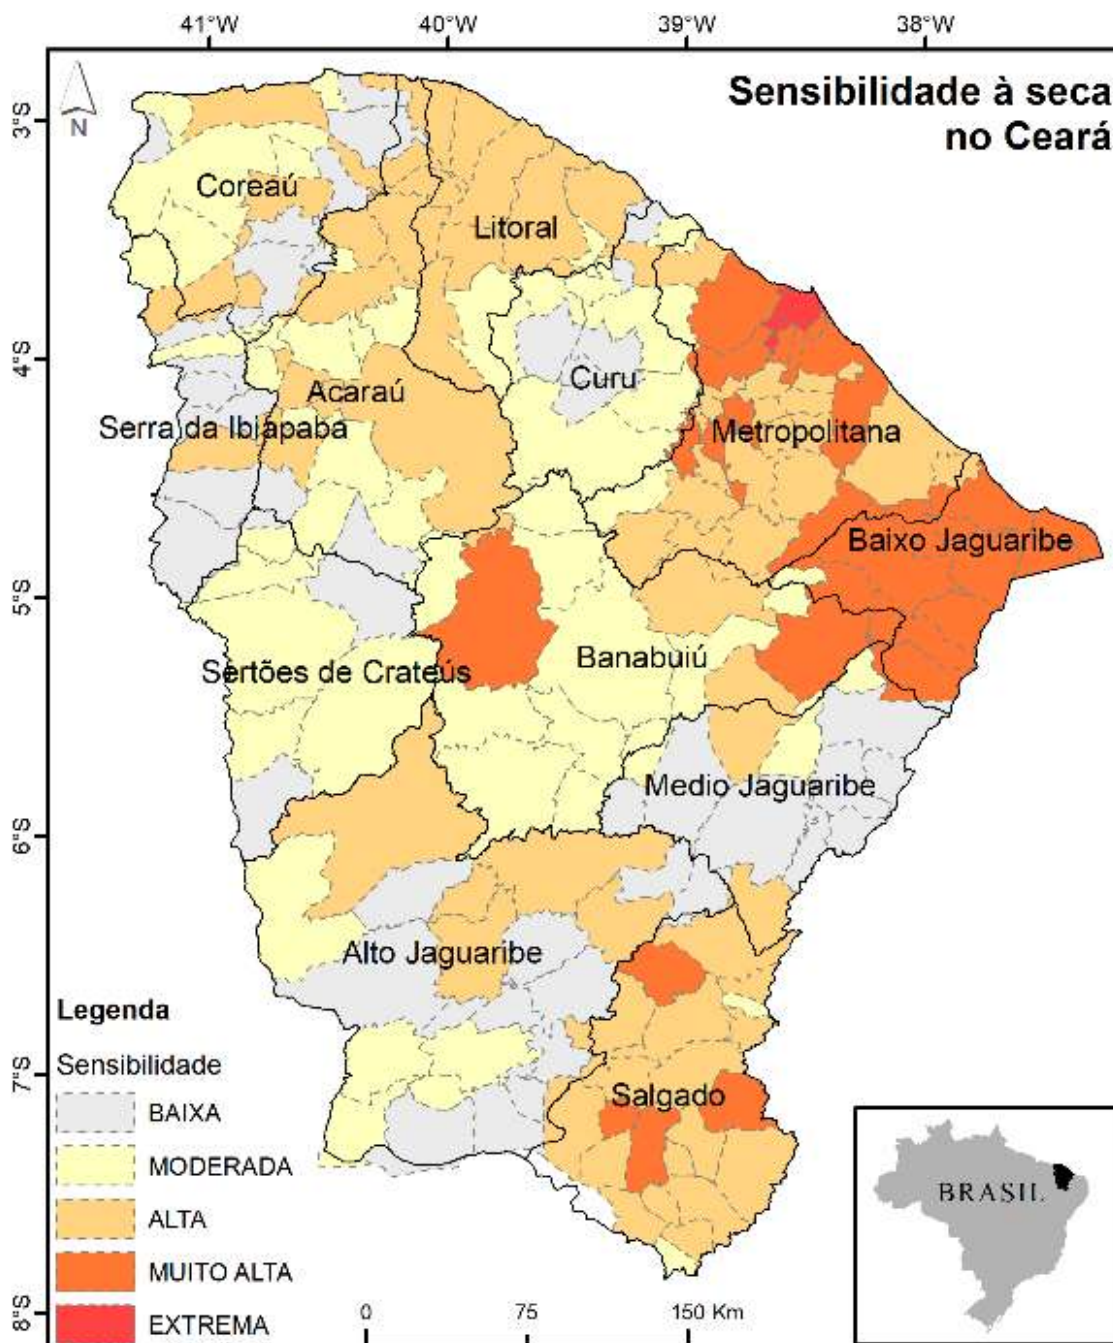 41°W 40°W 39°W 38°W
Sensibilidade à seca
no Ceará
N
3°S
Coreaú
Litoral
4°S
Curu
Acaraú
Serra da Ibiapaba
Metropolitana
Baixo Jaguaribe
5°S
Banabuiú
Sertões de Crateús
Medio Jaguaribe
6°S
Alto Jaguaribe
Legenda
Sensibilidade
7°S
Salgado
BAIXA
MODERADA
ALTA
MUITO ALTA
EXTREMA
BRASIL
8°S
0 75 150 Km